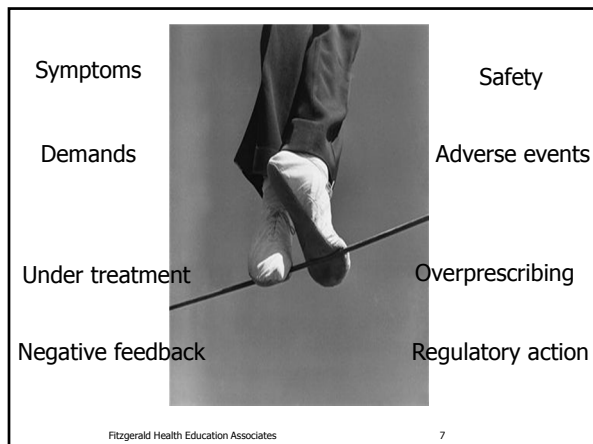 Symptoms
Safety
Demands
Adverse events
Under treatment
Overprescribing
Negative feedback
Regulatory action
Fitzgerald Health Education Associates
7